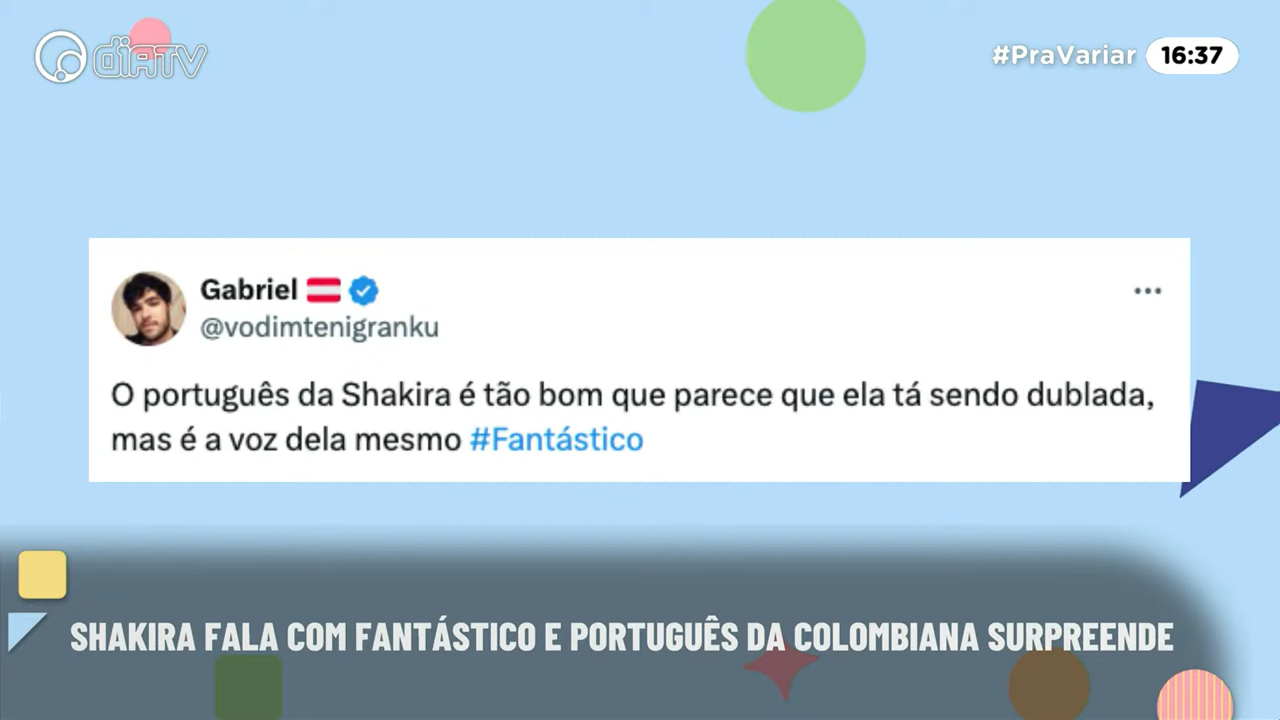 diaTV
#PraVariar 16:37
Gabriel
@vodimtenigranku
O português da Shakira é tão bom que parece que ela tá sendo dublada,
mas é a voz dela mesmo #Fantástico
SHAKIRA FALA COM FANTÁSTICO E PORTUGUÊS DA COLOMBIANA SURPREENDE